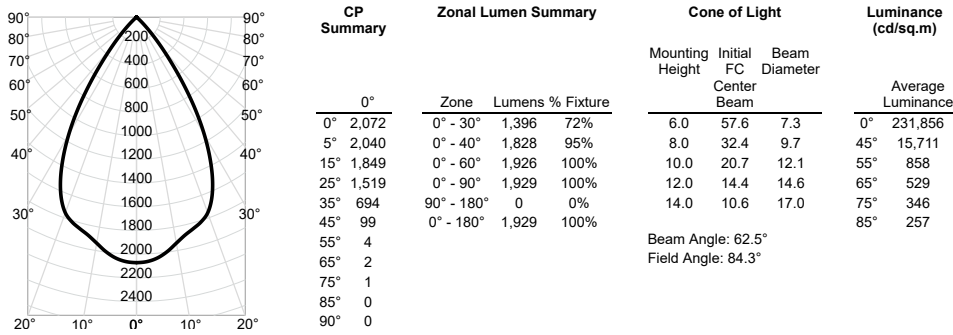 90° 90°
80° 200 80°
70° 400 70°
60° 600 60°
50° 800 50°
1000
40° 1200 40°
1400
1600
30° 1800 30°
2000
2200
2400
20° 10° 0° 10° 20°
CP Summary
0°
0° 2,072
5° 2,040
15° 1,849
25° 1,519
35° 694
45° 99
55° 4
65° 2
75° 1
85° 0
90° 0
Zonal Lumen Summary
Zone Lumens % Fixture
0° - 30° 1,396 72%
0° - 40° 1,828 95%
0° - 60° 1,926 100%
0° - 90° 1,929 100%
90° - 180° 0 0%
0° - 180° 1,929 100%
Cone of Light
Mounting Initial Beam
Height FC Diameter
Center
Beam
6.0 57.6 7.3
8.0 32.4 9.7
10.0 20.7 12.1
12.0 14.4 14.6
14.0 10.6 17.0
Beam Angle: 62.5°
Field Angle: 84.3°
Luminance
(cd/sq.m)
Average
Luminance
0° 231,856
45° 15,711
55° 858
65° 529
75° 346
85° 257